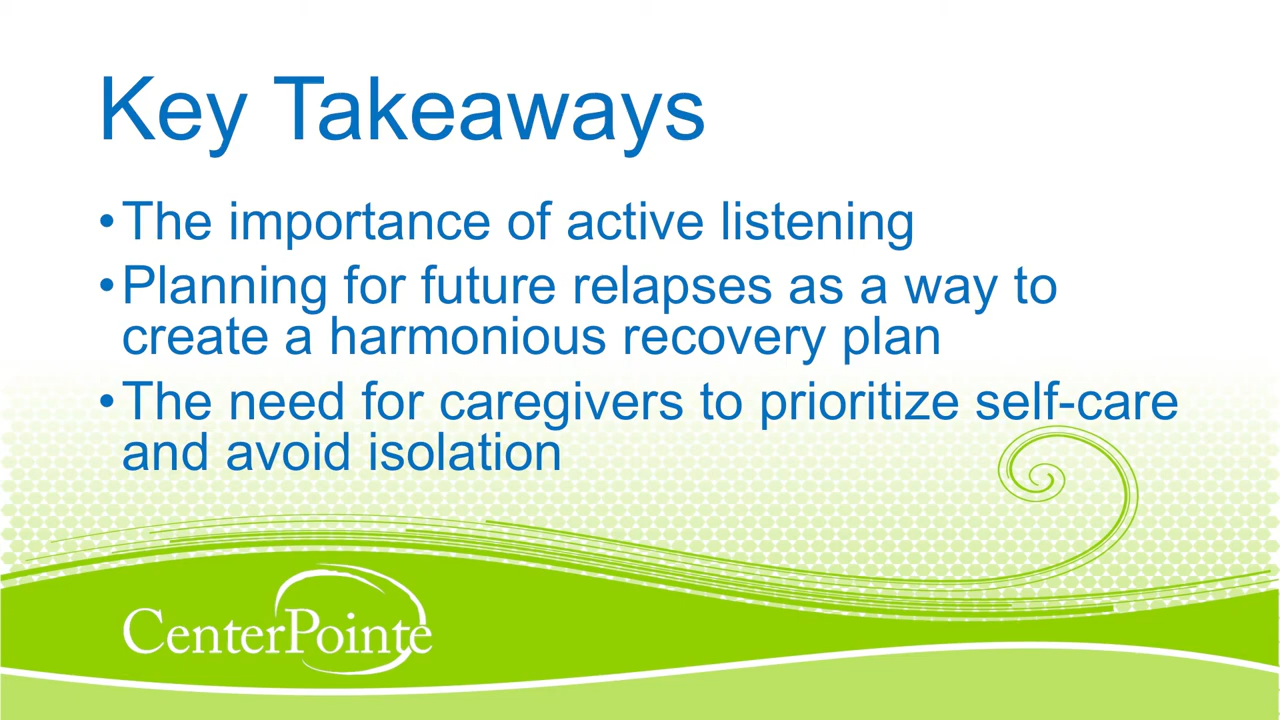 Key Takeaways
•The importance of active listening
•Planning for future relapses as a way to
create a harmonious recovery plan
•The need for caregivers to prioritize self-care
and avoid isolation
CenterPointe